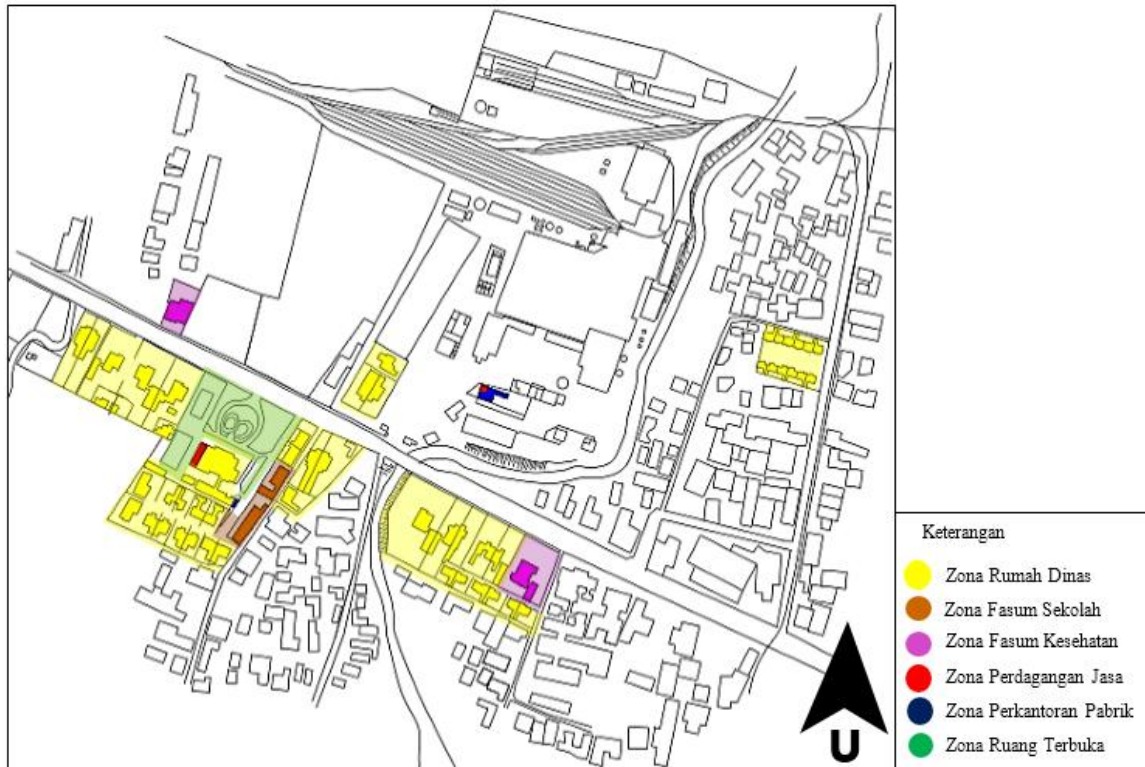 Keterangan
Zona Rumah Dinas
Zona Fasum Sekolah
Zona Fasum Kesehatan
Zona Perdagangan Jasa
Zona Perkantoran Pabrik
Zona Ruang Terbuka
U